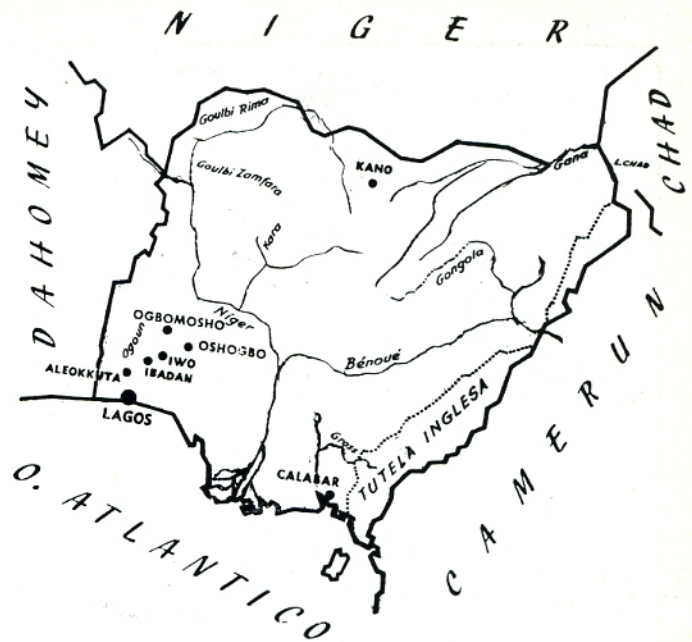 NIGER
DAHOMEY
CHAD
Goulbi Rima
Goulbi Zamfara
KANO
Gana
L.CHAD
Kara
Gongola
Niger
OGBOMOSHO
Ogoun
OSHOGBO
IWO
IBADAN
ALEOKKUTA
LAGOS
Bénoué
Gross
CALABAR
TUTELA INGLESA
CAMERUN
O. ATLANTICO